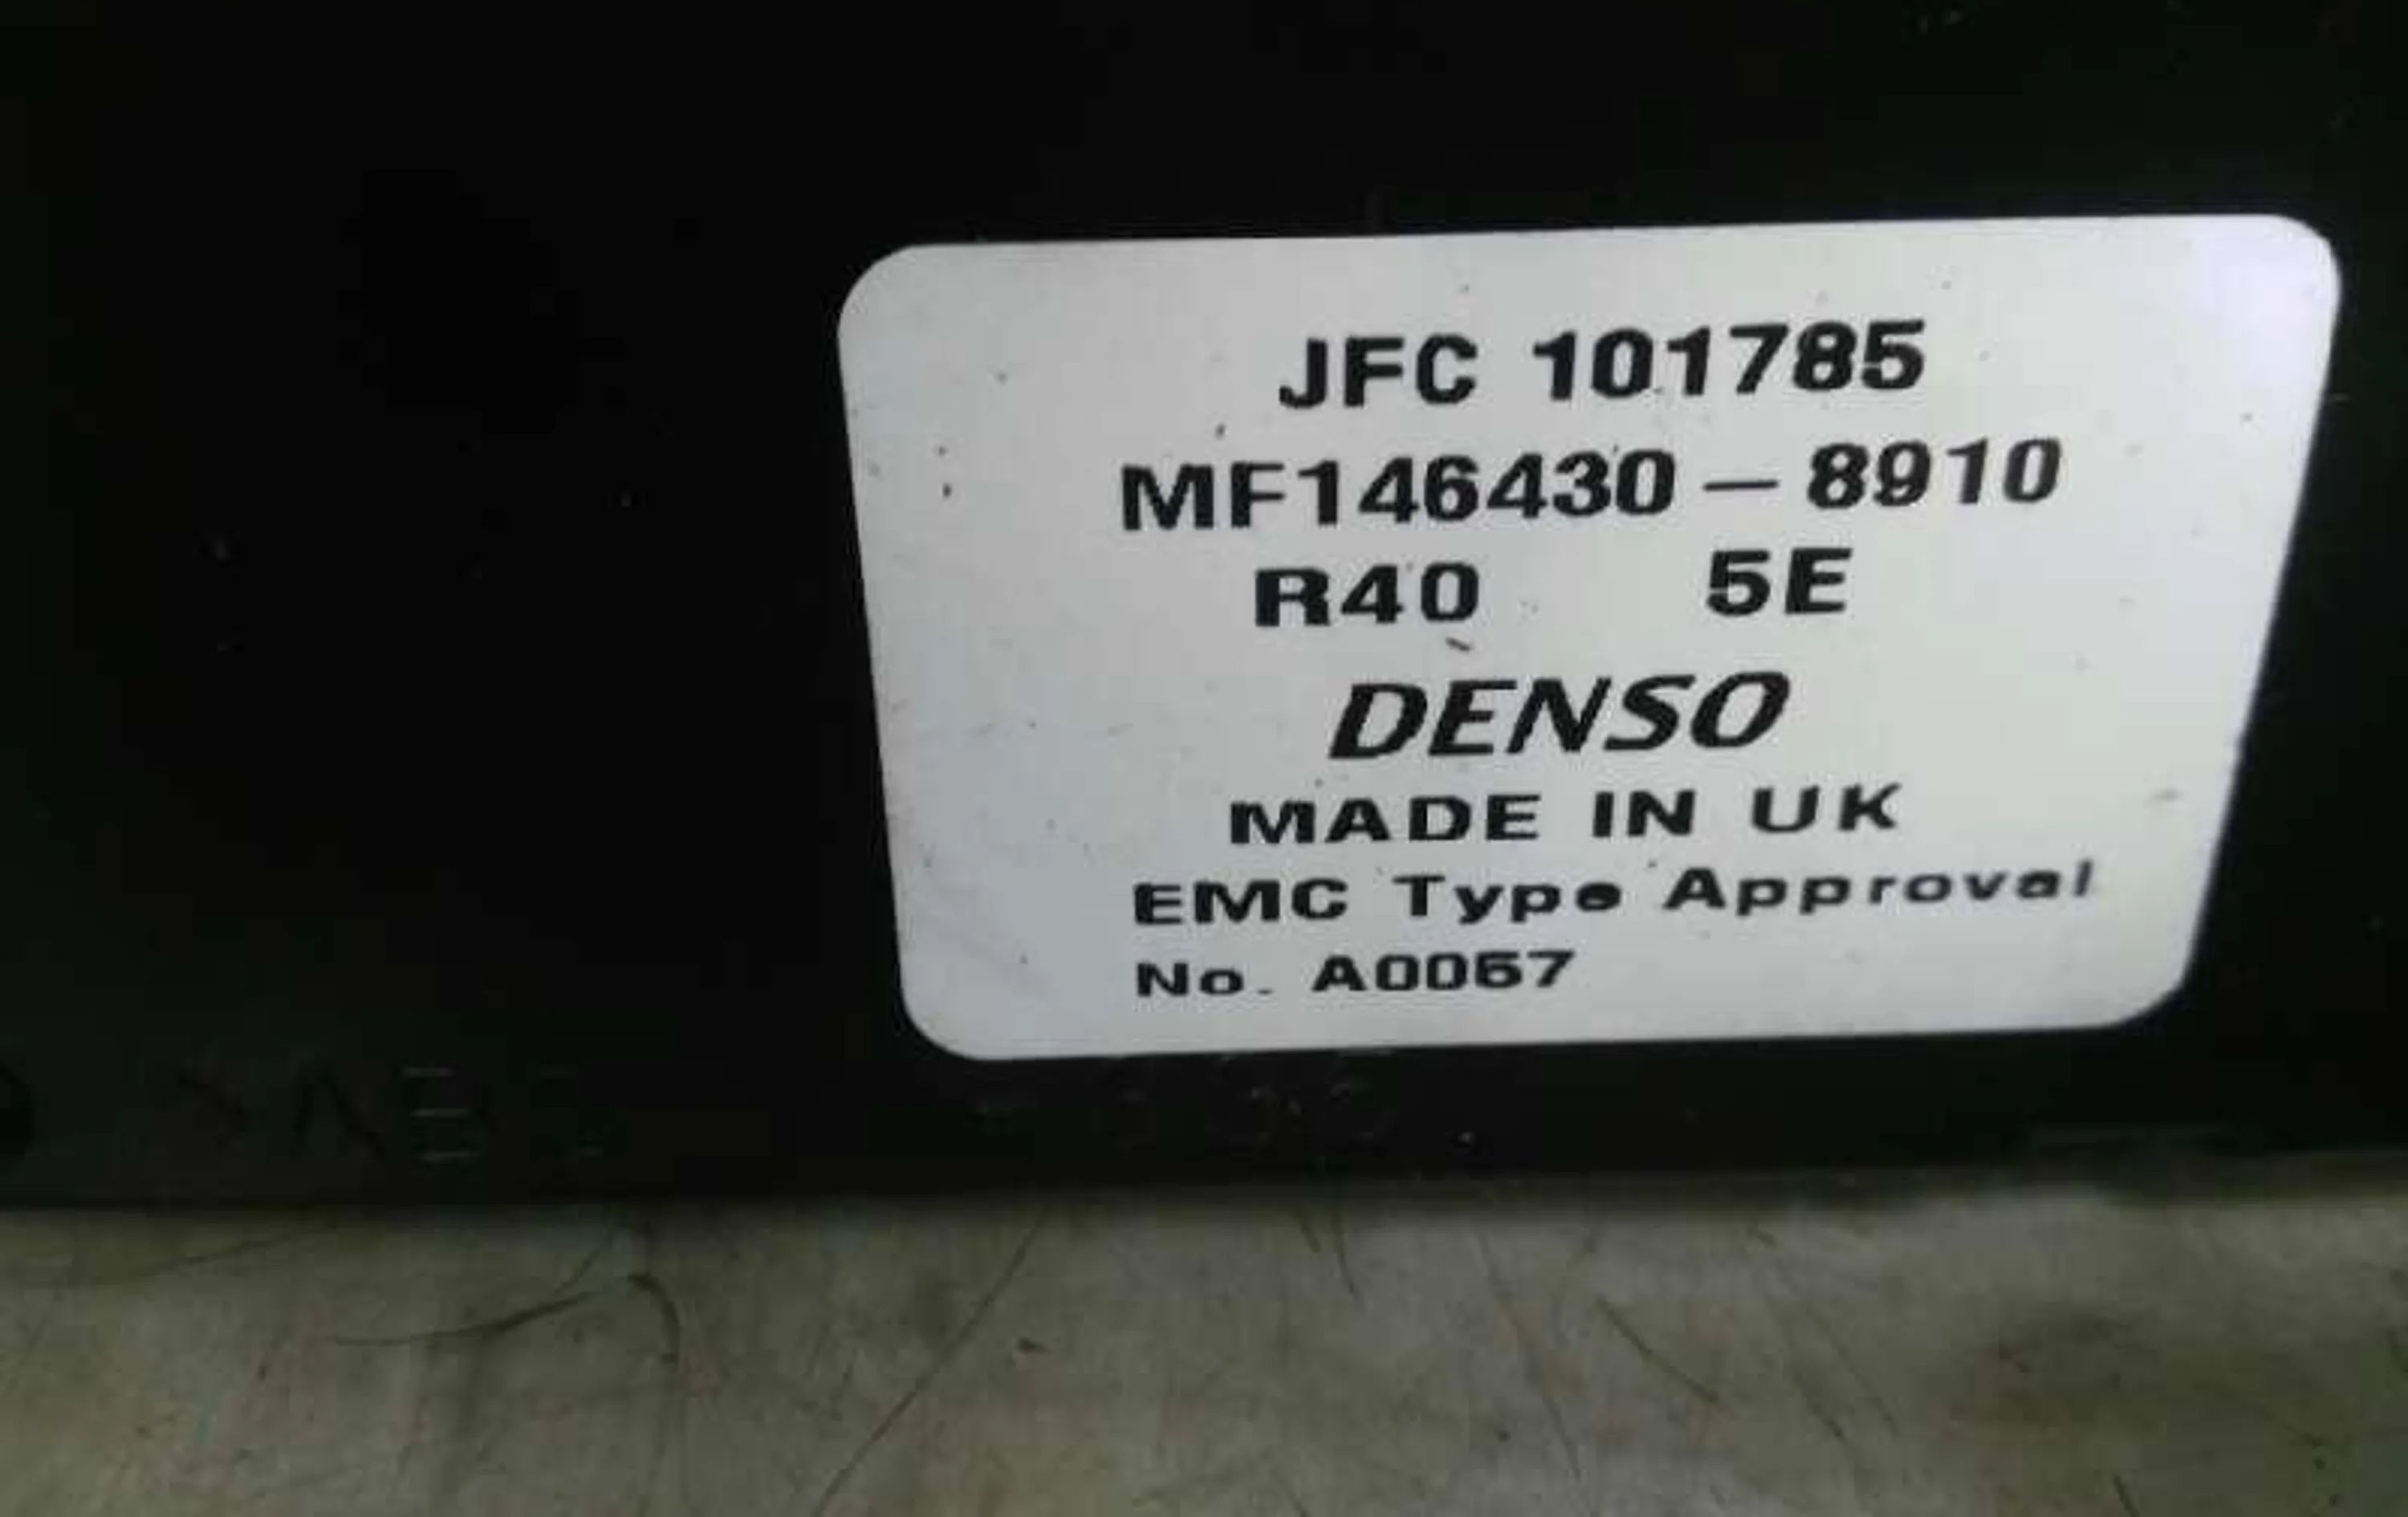 JFC 101785
MF146430-8910
R40 5E
DENSO
MADE IN UK
EMC Type Approval
No. A0057